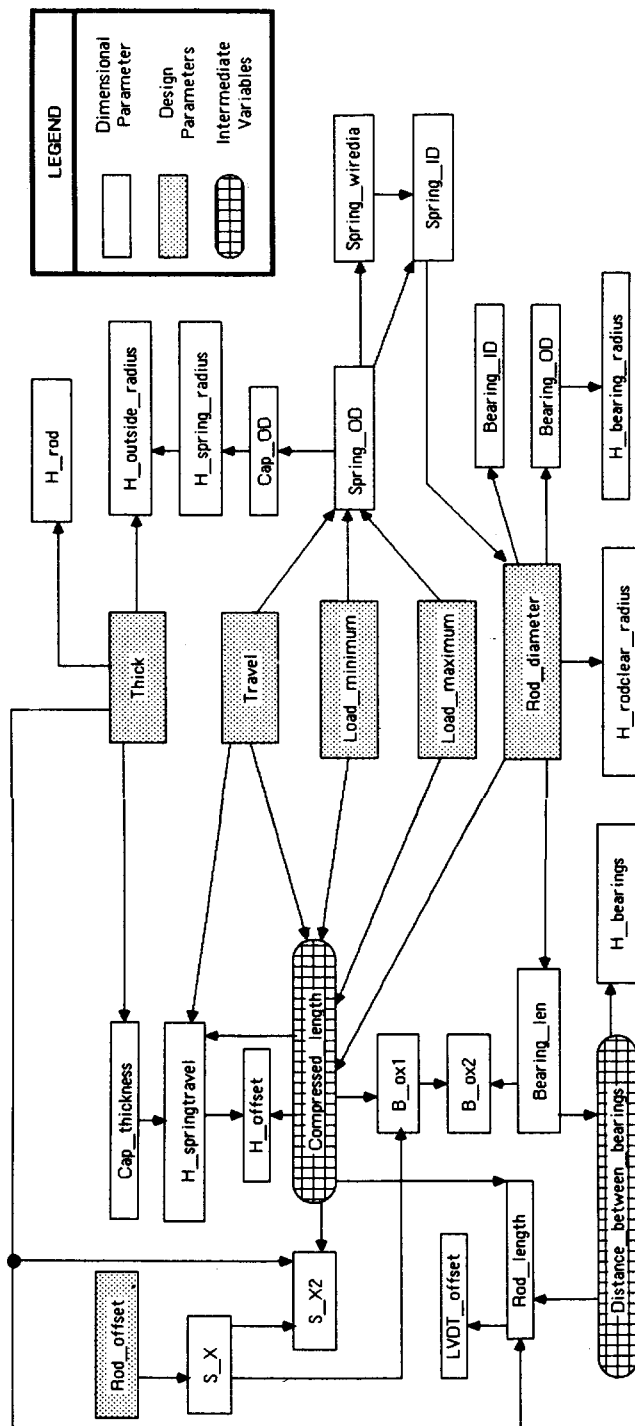 LEGEND
Dimensional
Parameter
Design
Parameters
Intermediate
Variables
H_rod
H_outside_radius
H_spring_radius
Cap_OD
Spring_OD
Spring_wiredia
Spring_ID
Bearing_ID
Bearing_OD
H_bearing_radius
Thick
Travel
Load_minimum
Load_maximum
Rod_diameter
H_rodclear_radius
Cap_thickness
H_springtravel
H_offset
Compressed_length
B_ox1
B_ox2
Bearing_len
H_bearings
Rod_offset
S_X
S_X2
LVDT_offset
Rod_length
Distance_between_bearings